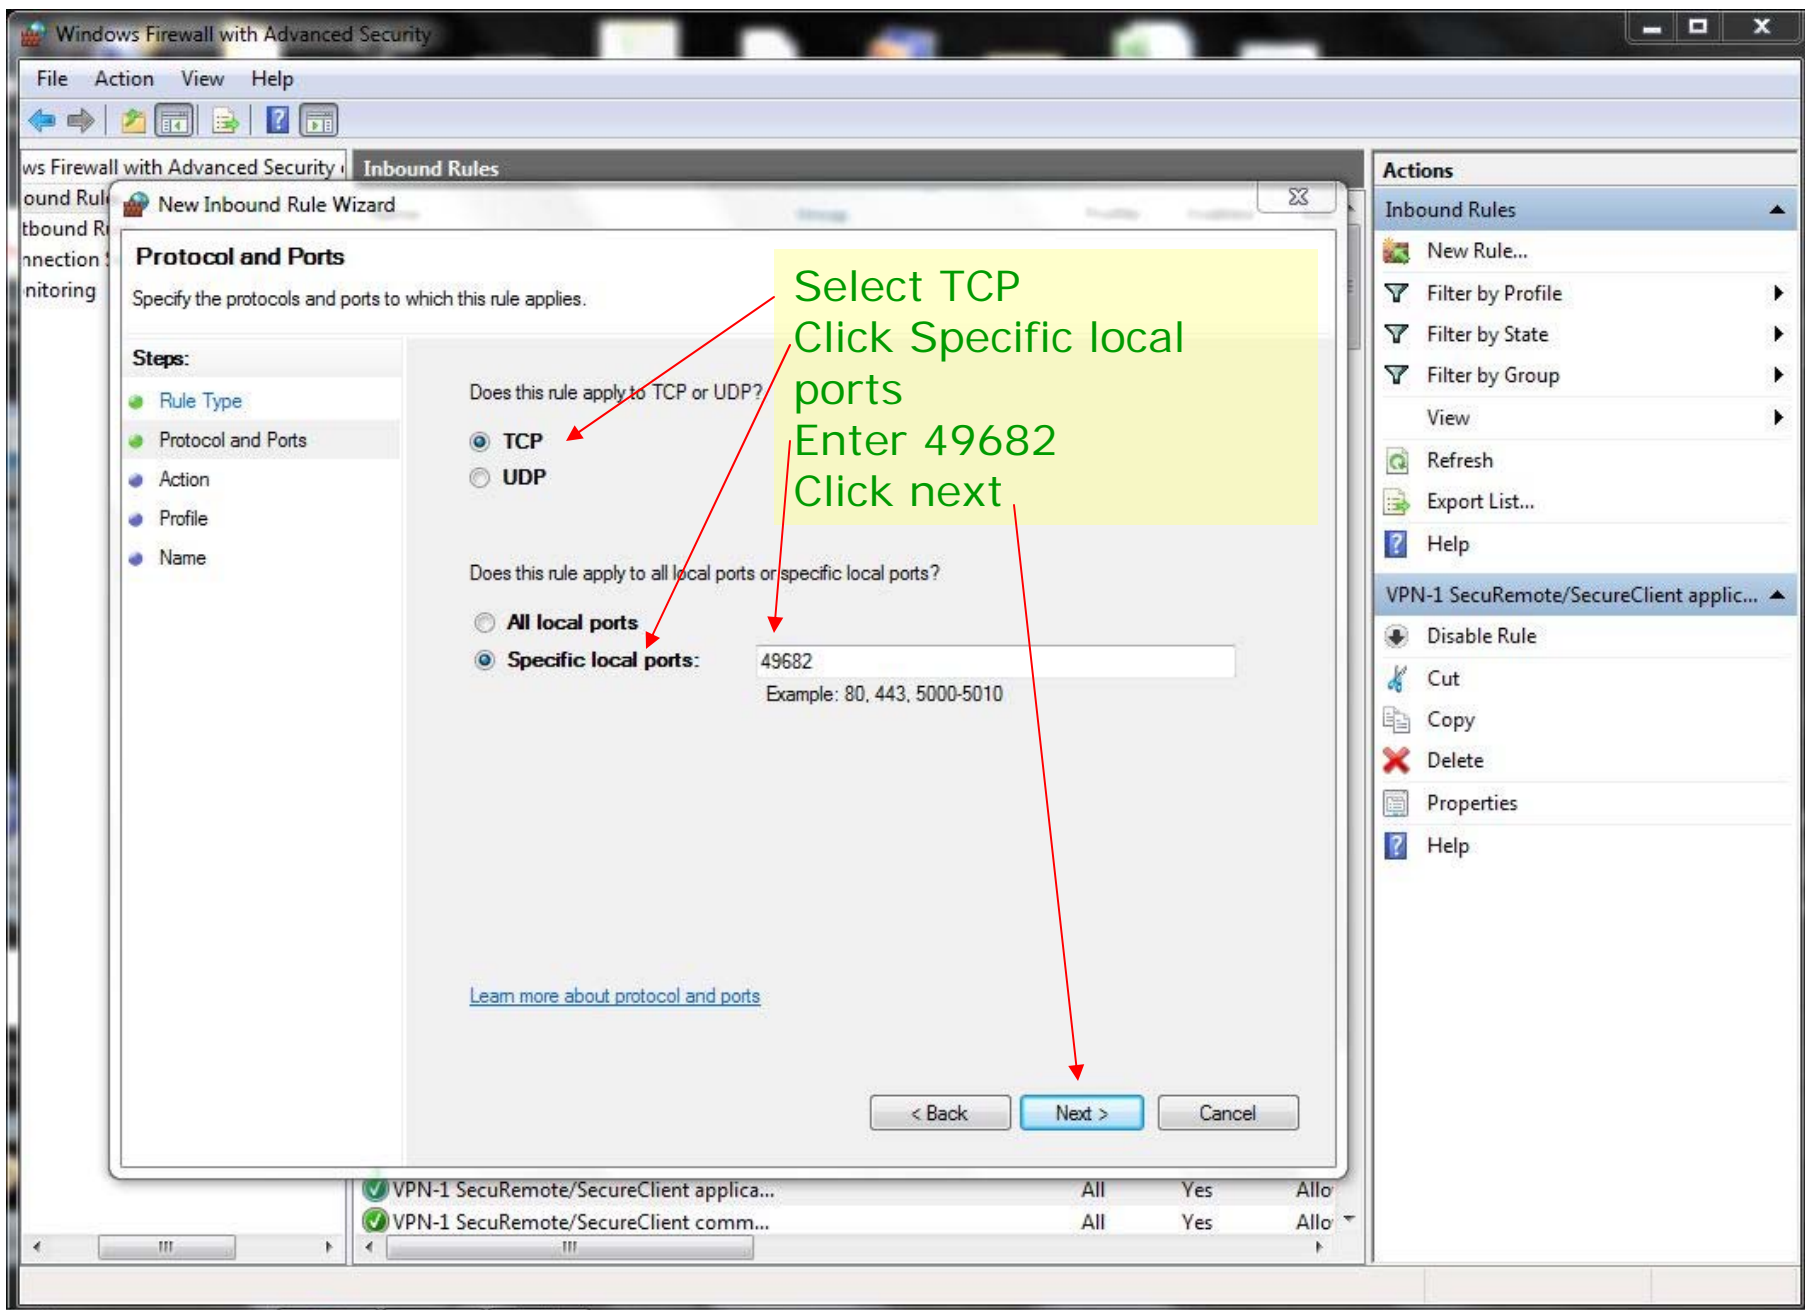 Windows Firewall with Advanced Security
File Action View Help
ws Firewall with Advanced Security
Inbound Rules
Actions
ound Rul
tbound R
nnection
nitoring
New Inbound Rule Wizard
Protocol and Ports
Specify the protocols and ports to which this rule applies.
Steps:
Rule Type
Protocol and Ports
Action
Profile
Name
Does this rule apply to TCP or UDP?
TCP
UDP
Select TCP
Click Specific local
ports
Enter 49682
Click next
Does this rule apply to all local ports or specific local ports?
All local ports
Specific local ports:
49682
Example: 80, 443, 5000-5010
Learn more about protocol and ports
< Back
Next >
Cancel
VPN-1 SecuRemote/SecureClient applica... All Yes Allo
VPN-1 SecuRemote/SecureClient comm... All Yes Allo
Inbound Rules
New Rule...
Filter by Profile
Filter by State
Filter by Group
View
Refresh
Export List...
Help
VPN-1 SecuRemote/SecureClient applic...
Disable Rule
Cut
Copy
Delete
Properties
Help